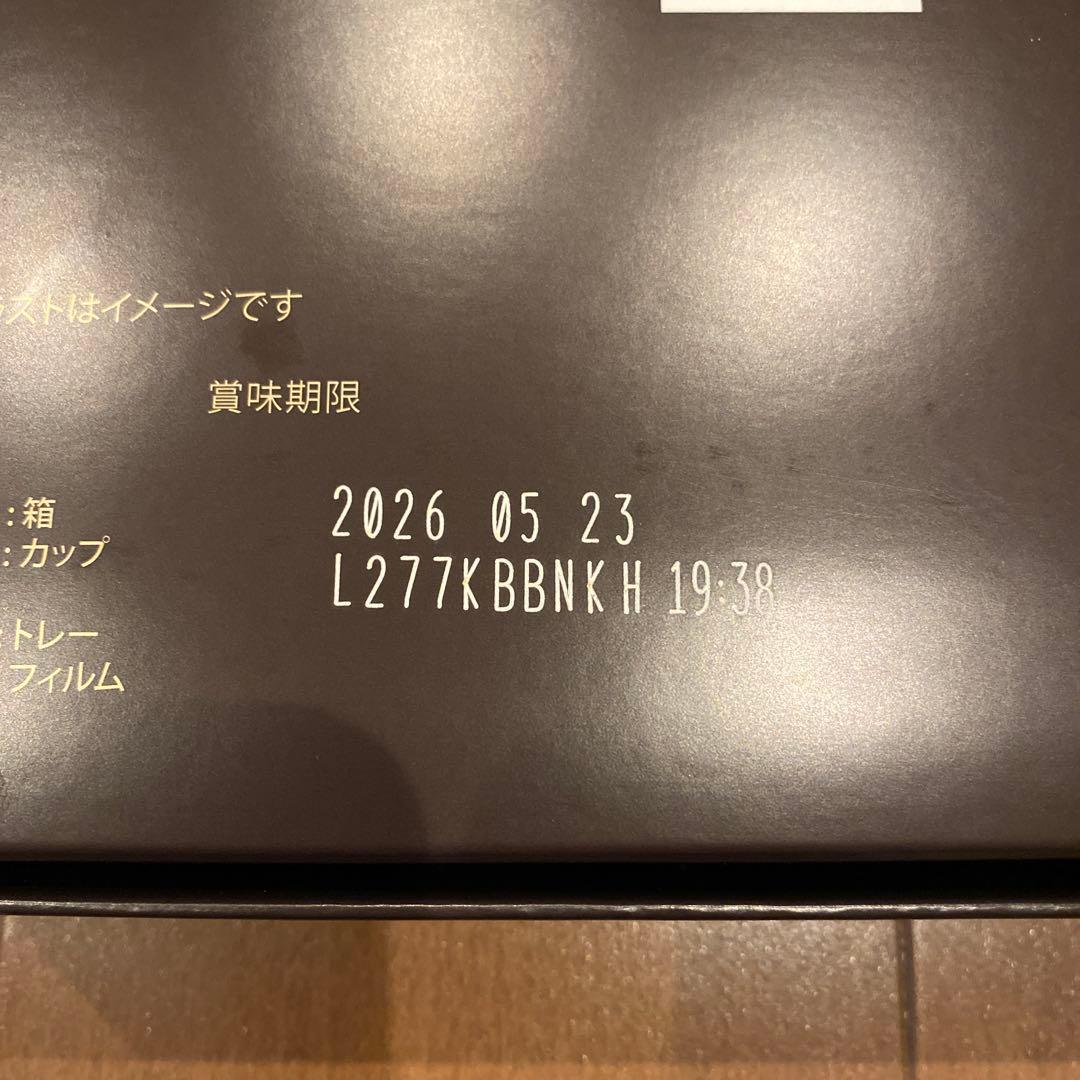 ラストはイメージです
賞味期限
:箱
:カップ
:トレー
フィルム
2026 05 23
L277KBBNKH 19:38